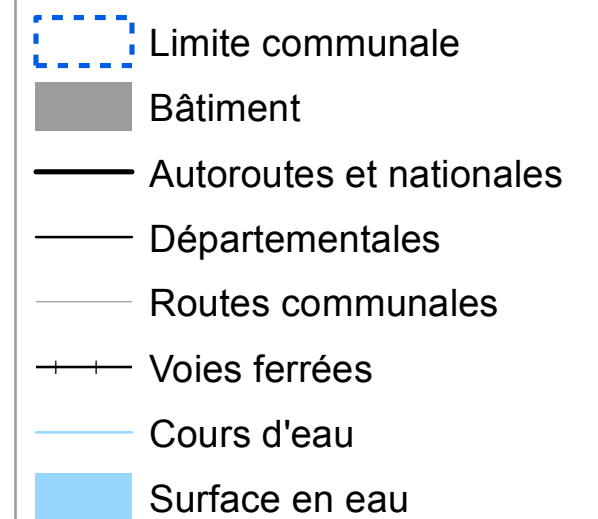 Limite communale
Bâtiment
Autoroutes et nationales
Départementales
Routes communales
Voies ferrées
Cours d'eau
Surface en eau